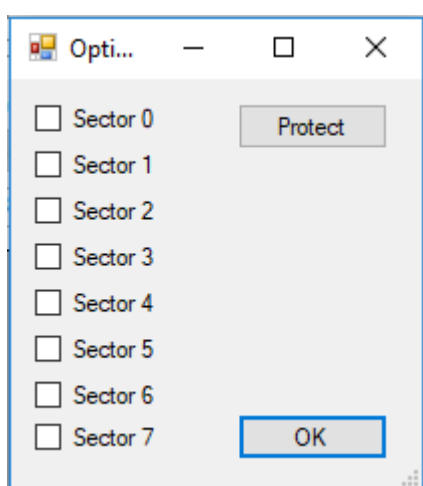 Opti...
Sector 0
Protect
Sector 1
Sector 2
Sector 3
Sector 4
Sector 5
Sector 6
Sector 7
OK